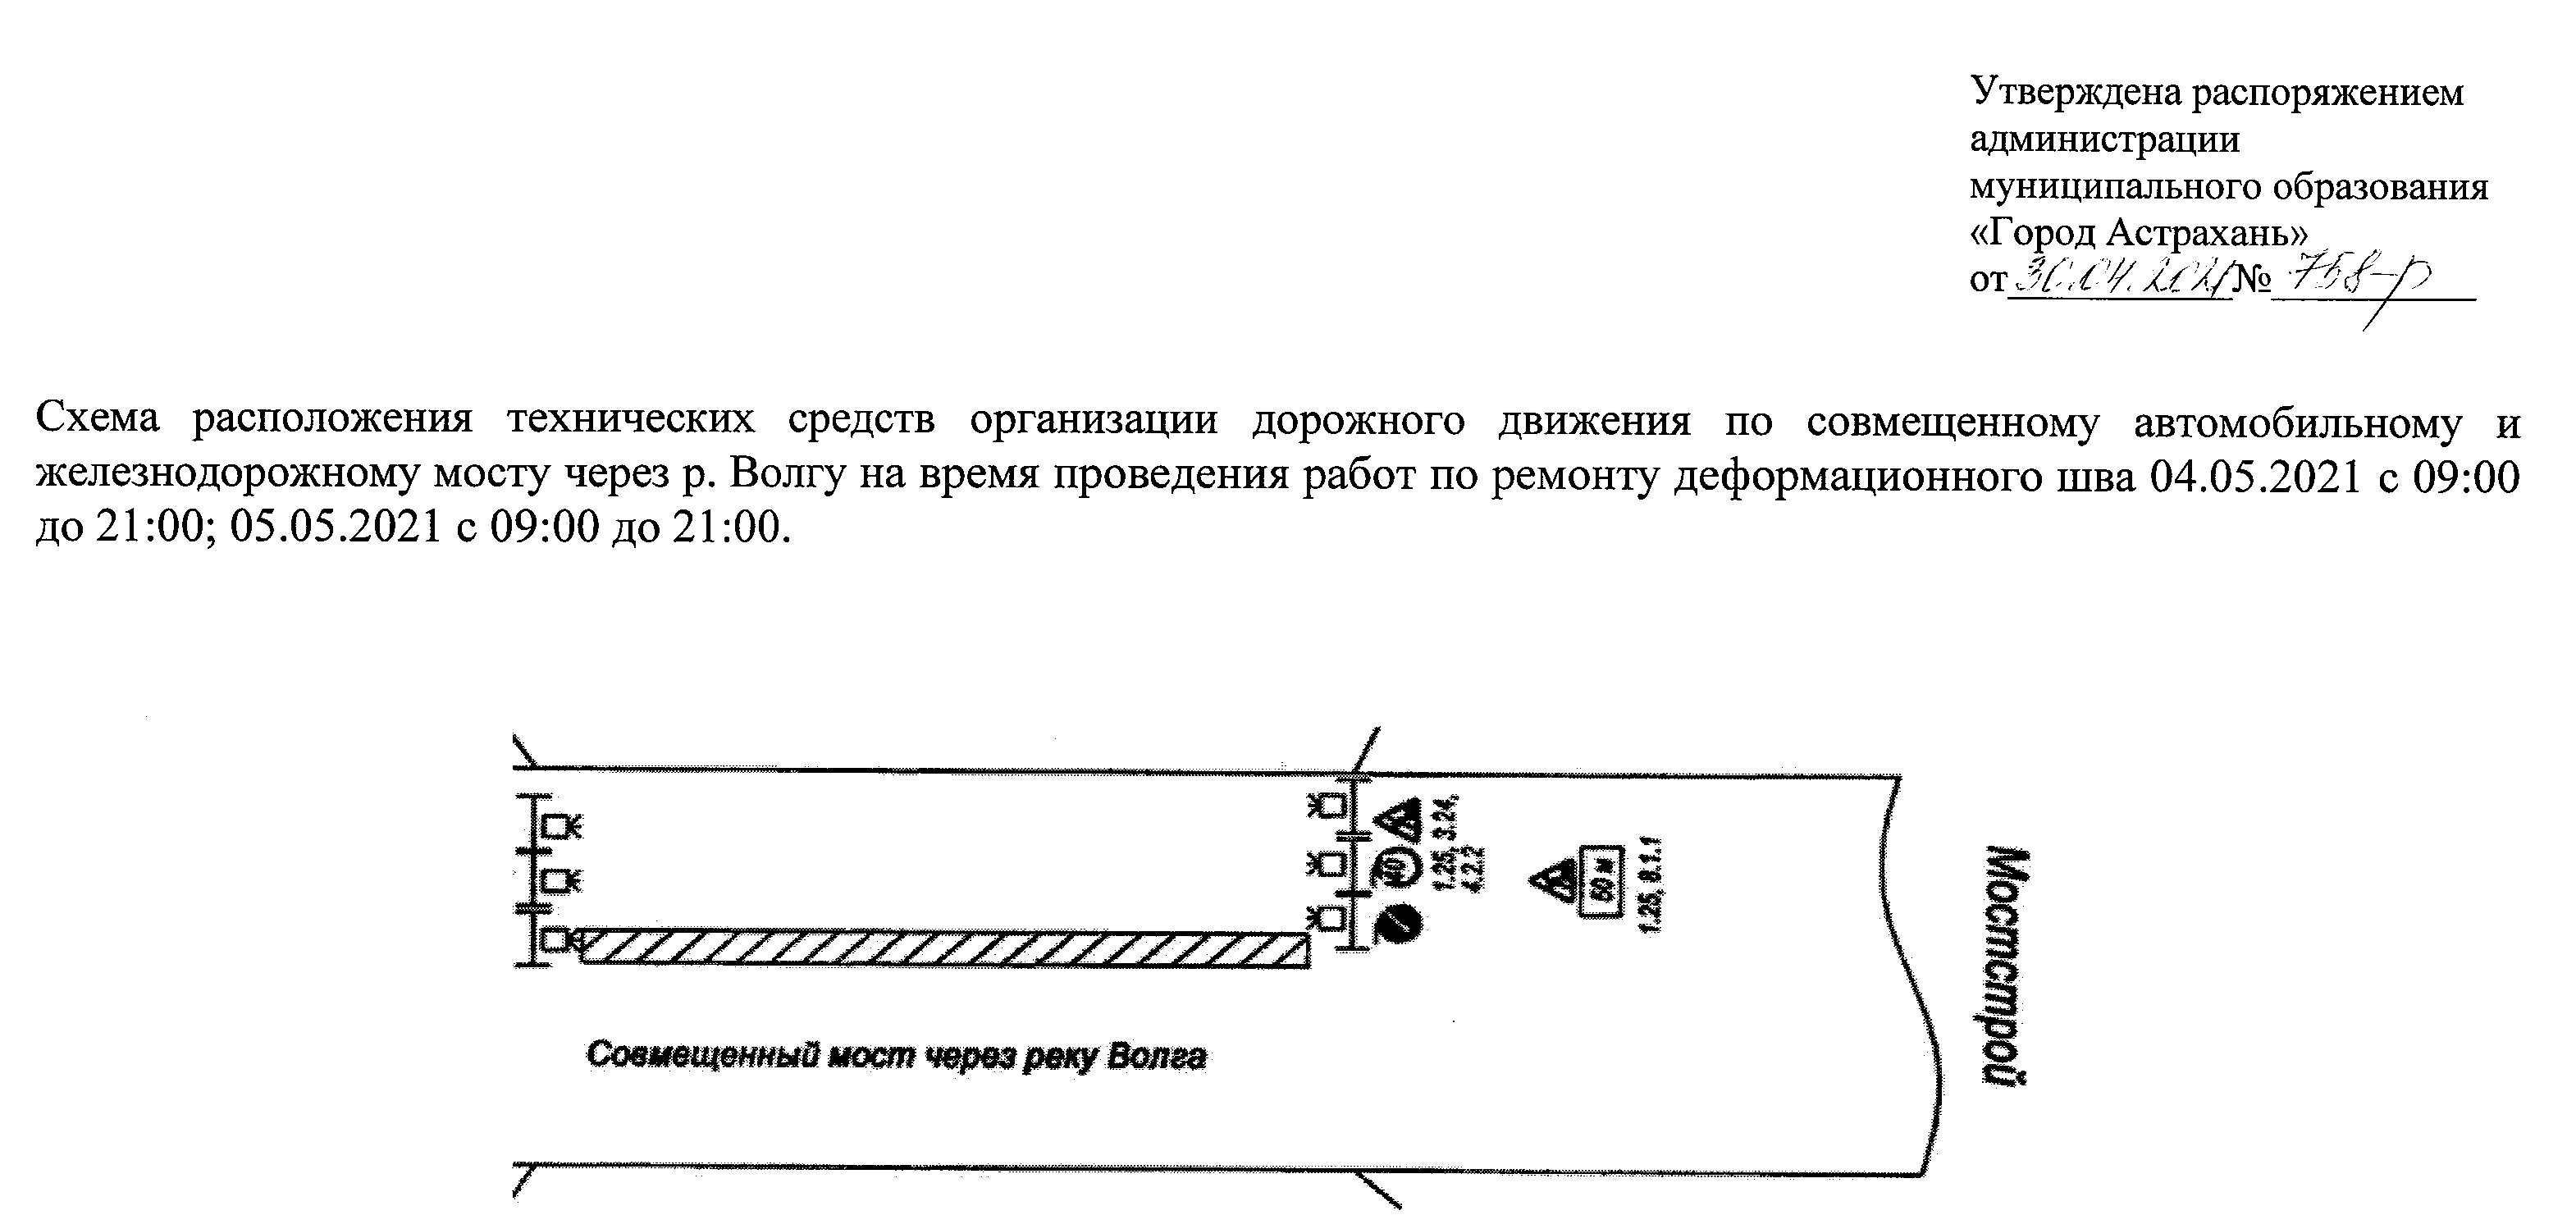 Утверждена распоряжением
администрации
муниципального образования
«Город Астрахань»
от 30.04.2021 № 758-р
Схема расположения технических средств организации дорожного движения по совмещенному автомобильному и
железнодорожному мосту через р. Волгу на время проведения работ по ремонту деформационного шва 04.05.2021 с 09:00
до 21:00; 05.05.2021 с 09:00 до 21:00.
40
1.25, 3.24,
4.2.2
50 м
1.25, 8.1.1
Мостстрой
Совмещенный мост через реку Волга